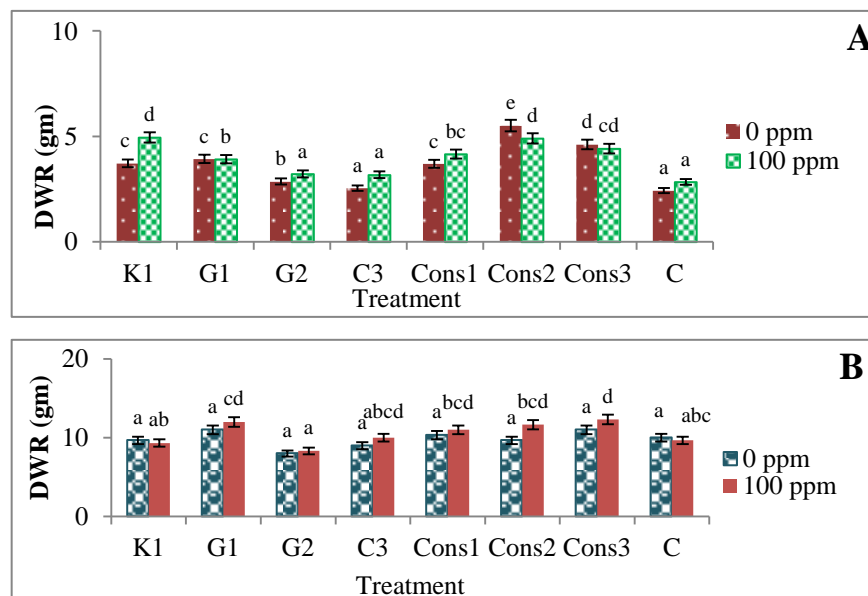 A
10
5
0
DWR (gm)
c d c b b a a a c bc e d d cd a a
0 ppm
100 ppm
K1 G1 G2 C3 Cons1 Cons2 Cons3 C
Treatment
B
20
10
0
DWR (gm)
a ab a cd a a a abcd a bcd a bcd a d a abc
0 ppm
100 ppm
K1 G1 G2 C3 Cons1 Cons2 Cons3 C
Treatment